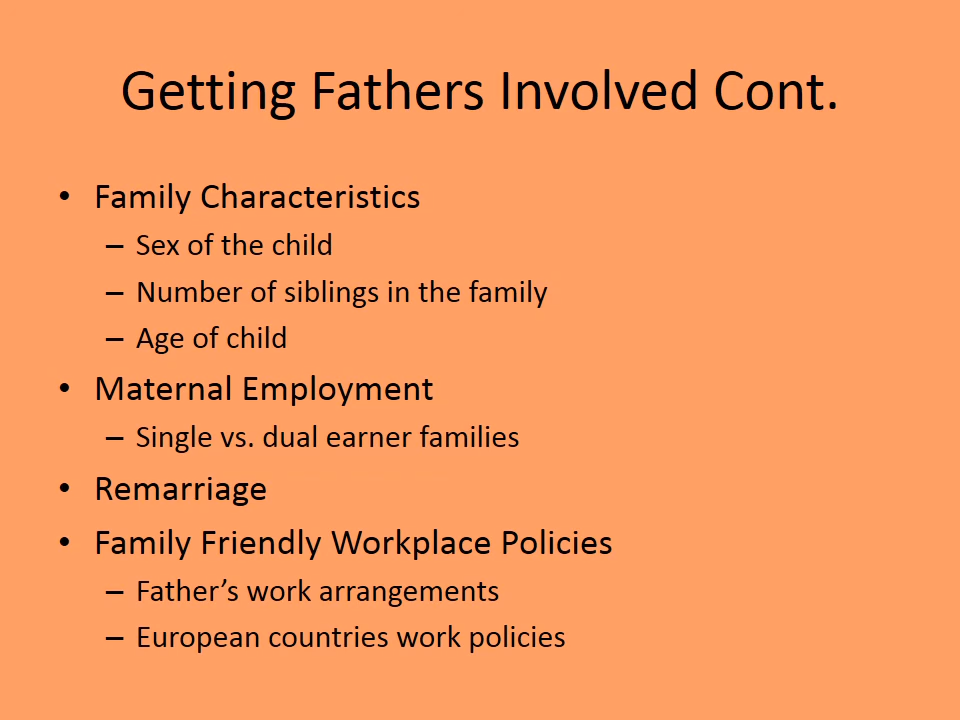 Getting Fathers Involved Cont.
• Family Characteristics
– Sex of the child
– Number of siblings in the family
– Age of child
• Maternal Employment
– Single vs. dual earner families
• Remarriage
• Family Friendly Workplace Policies
– Father’s work arrangements
– European countries work policies